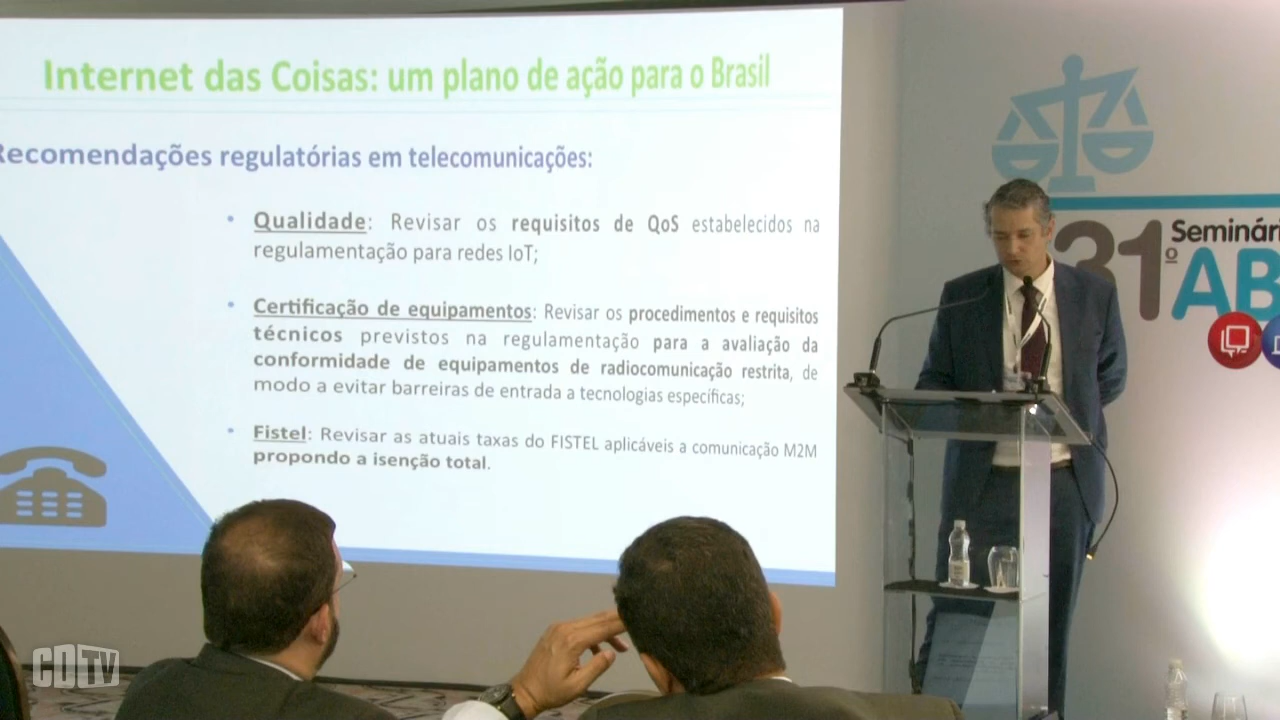 Internet das Coisas: um plano de ação para o Brasil
Recomendações regulatórias em telecomunicações:
• Qualidade: Revisar os requisitos de QoS estabelecidos na
regulamentação para redes IoT;
• Certificação de equipamentos: Revisar os procedimentos e requisitos
técnicos previstos na regulamentação para a avaliação da
conformidade de equipamentos de radiocomunicação restrita, de
modo a evitar barreiras de entrada a tecnologias específicas;
• Fistel: Revisar as atuais taxas do FISTEL aplicáveis a comunicação M2M
propondo a isenção total.
31º Seminári
AB
CDTV